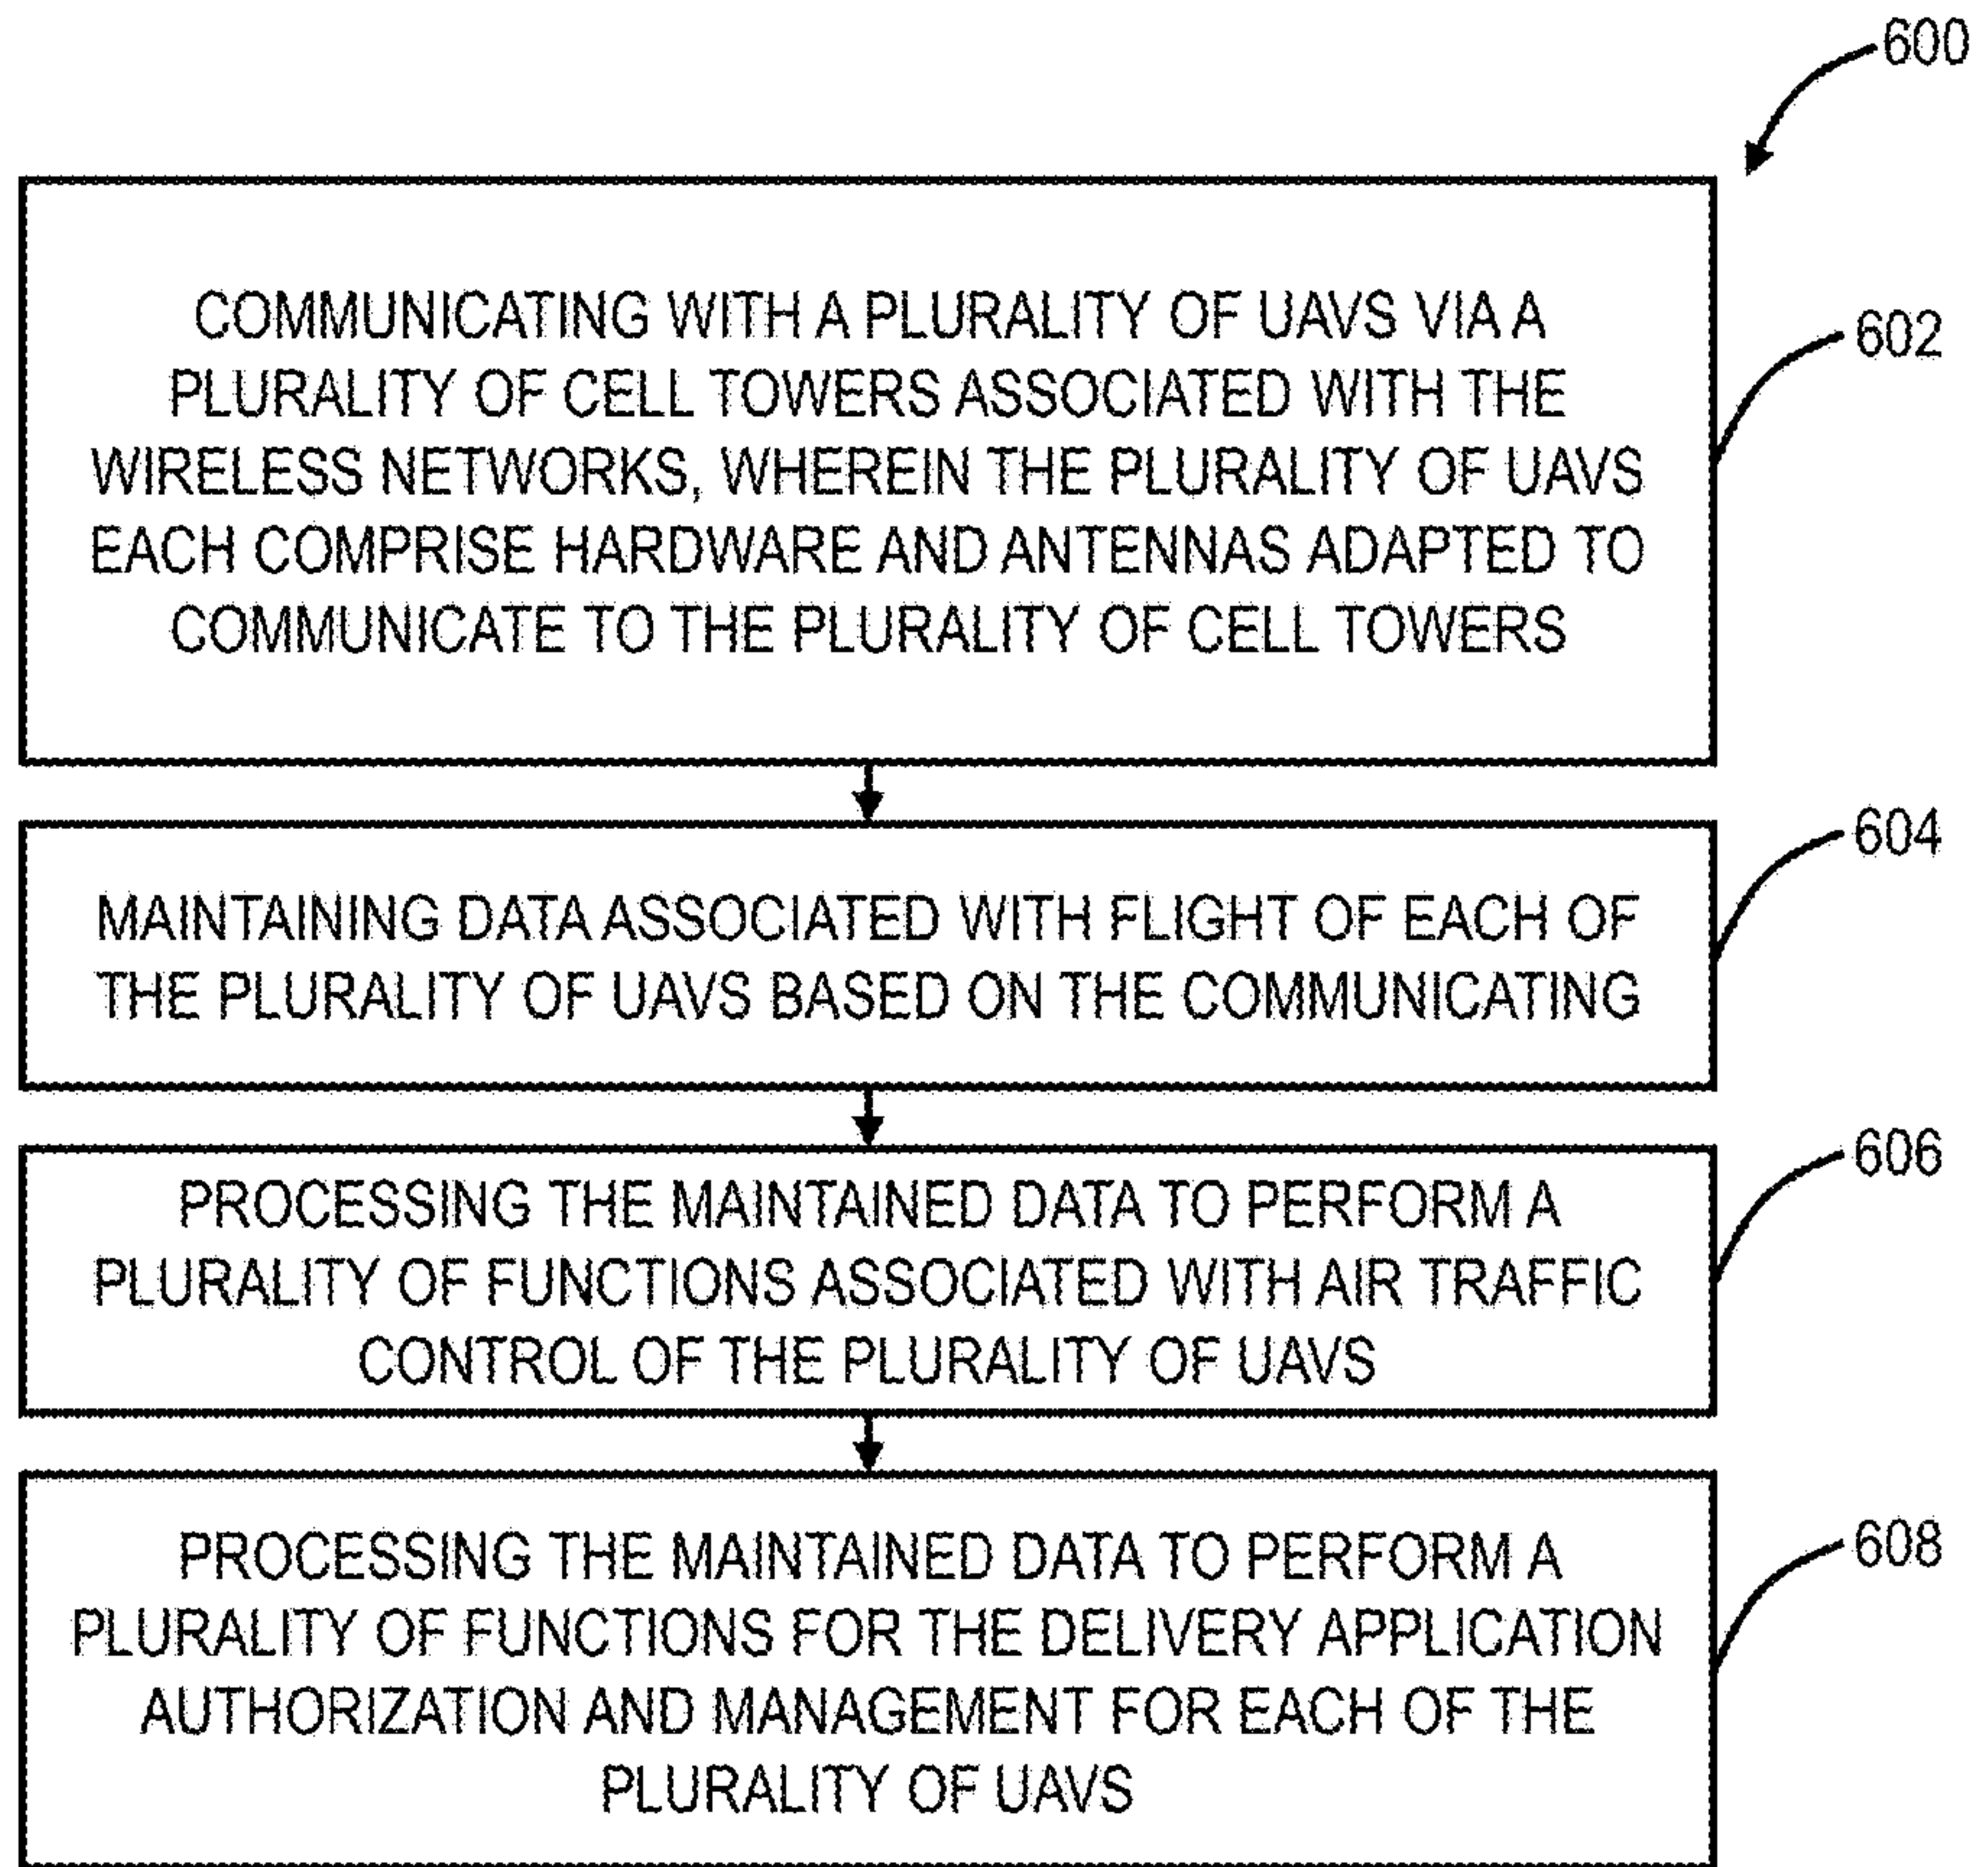 600
COMMUNICATING WITH A PLURALITY OF UAVS VIA A
PLURALITY OF CELL TOWERS ASSOCIATED WITH THE
WIRELESS NETWORKS, WHEREIN THE PLURALITY OF UAVS
EACH COMPRISE HARDWARE AND ANTENNAS ADAPTED TO
COMMUNICATE TO THE PLURALITY OF CELL TOWERS
602
MAINTAINING DATA ASSOCIATED WITH FLIGHT OF EACH OF
THE PLURALITY OF UAVS BASED ON THE COMMUNICATING
604
PROCESSING THE MAINTAINED DATA TO PERFORM A
PLURALITY OF FUNCTIONS ASSOCIATED WITH AIR TRAFFIC
CONTROL OF THE PLURALITY OF UAVS
606
PROCESSING THE MAINTAINED DATA TO PERFORM A
PLURALITY OF FUNCTIONS FOR THE DELIVERY APPLICATION
AUTHORIZATION AND MANAGEMENT FOR EACH OF THE
PLURALITY OF UAVS
608